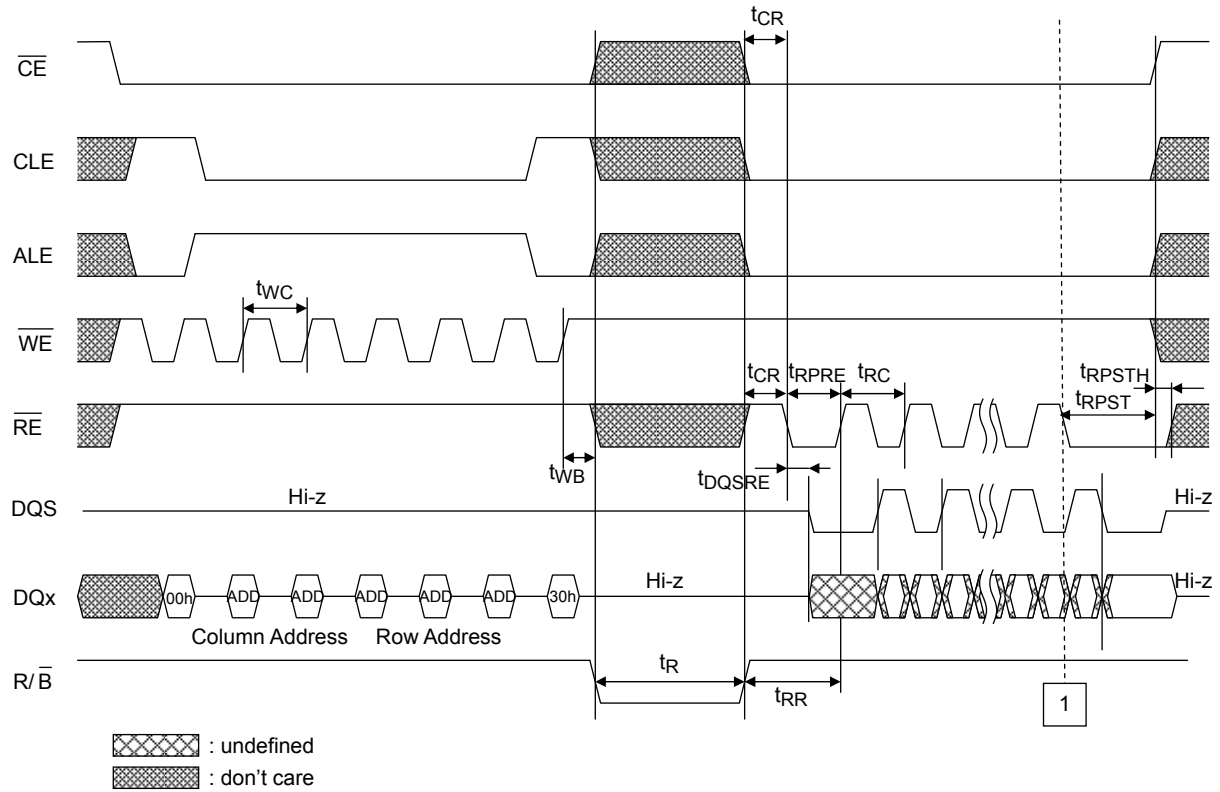 tCR
CE
CLE
ALE
tWC
WE
tCR tRPRE tRC tRPSTH
tRPST
RE
tWB tDQSRE
Hi-z Hi-z
DQS
Hi-z Hi-z
DQx 00h ADD ADD ADD ADD ADD 30h
Column Address Row Address
tR
R/B
tRR
1
: undefined
: don't care